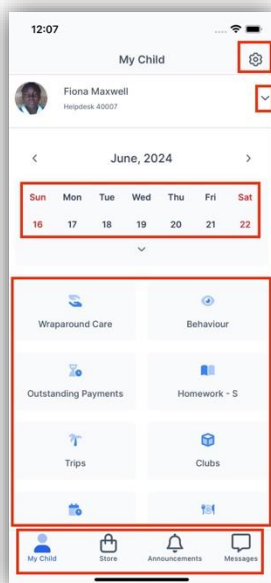 12:07
My Child
Fiona Maxwell
Helpdesk 40007
June, 2024
Sun Mon Tue Wed Thu Fri Sat
16 17 18 19 20 21 22
Wraparound Care Behaviour
Outstanding Payments Homework - S
Trips Clubs
My Child Store Announcements Messages